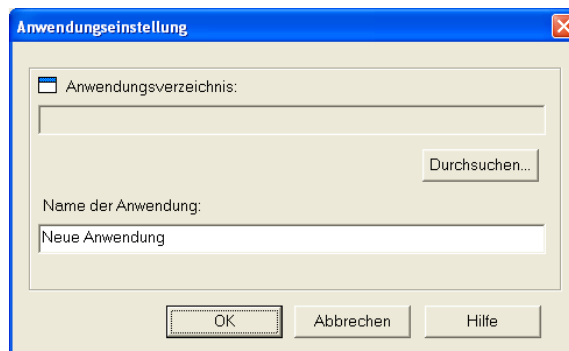 Anwendungseinstellung
Anwendungsverzeichnis:
Durchsuchen...
Name der Anwendung:
Neue Anwendung
OK Abbrechen Hilfe